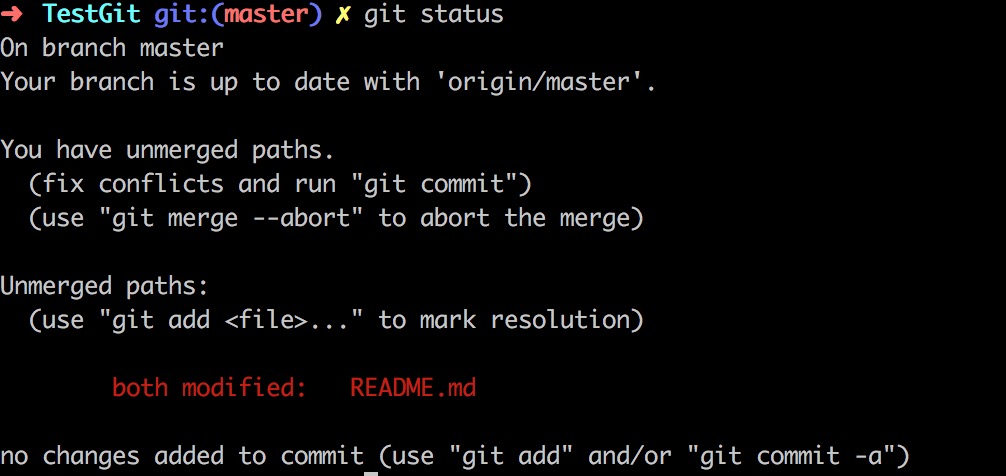 ➜ TestGit git:(master) ✗ git status
On branch master
Your branch is up to date with 'origin/master'.

You have unmerged paths.
  (fix conflicts and run "git commit")
  (use "git merge --abort" to abort the merge)

Unmerged paths:
  (use "git add <file>..." to mark resolution)

        both modified:   README.md

no changes added to commit (use "git add" and/or "git commit -a")